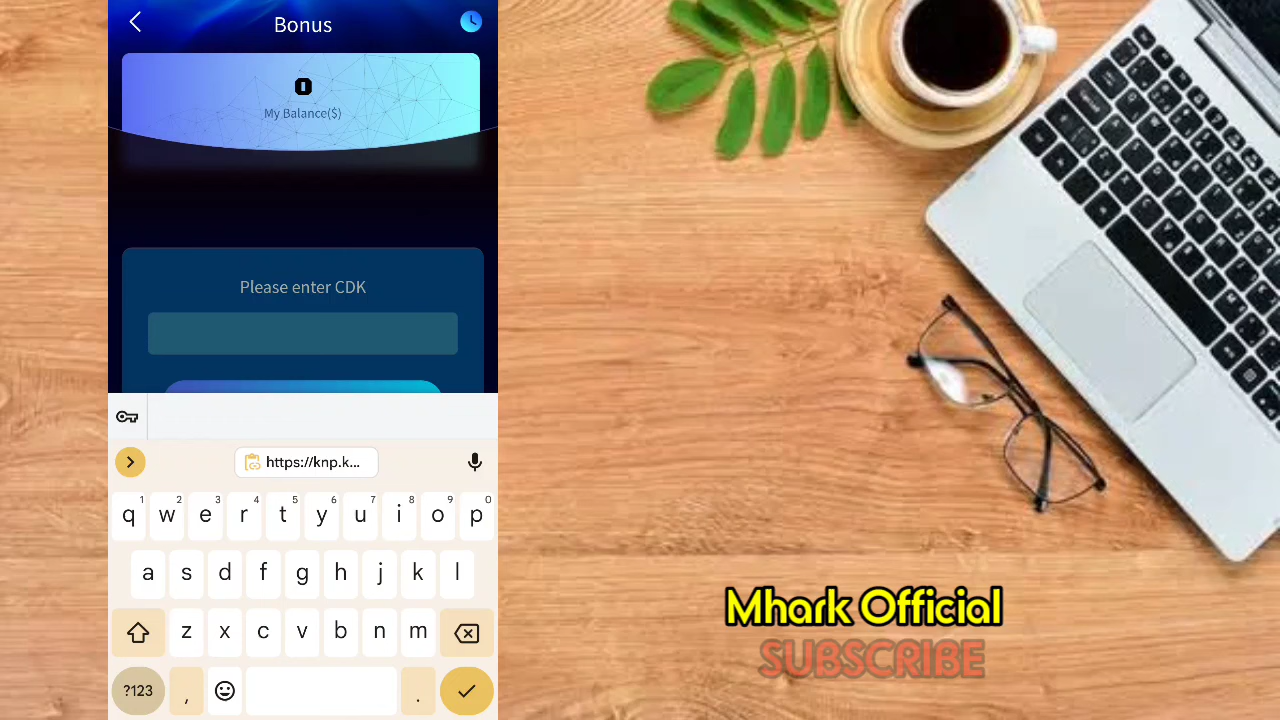 Bonus
0
My Balance($)
Please enter CDK
https://knp.k...
1 2 3 4 5 6 7 8 9 0
q w e r t y u i o p
a s d f g h j k l
z x c v b n m
?123 , .
Mhark Official
SUBSCRIBE